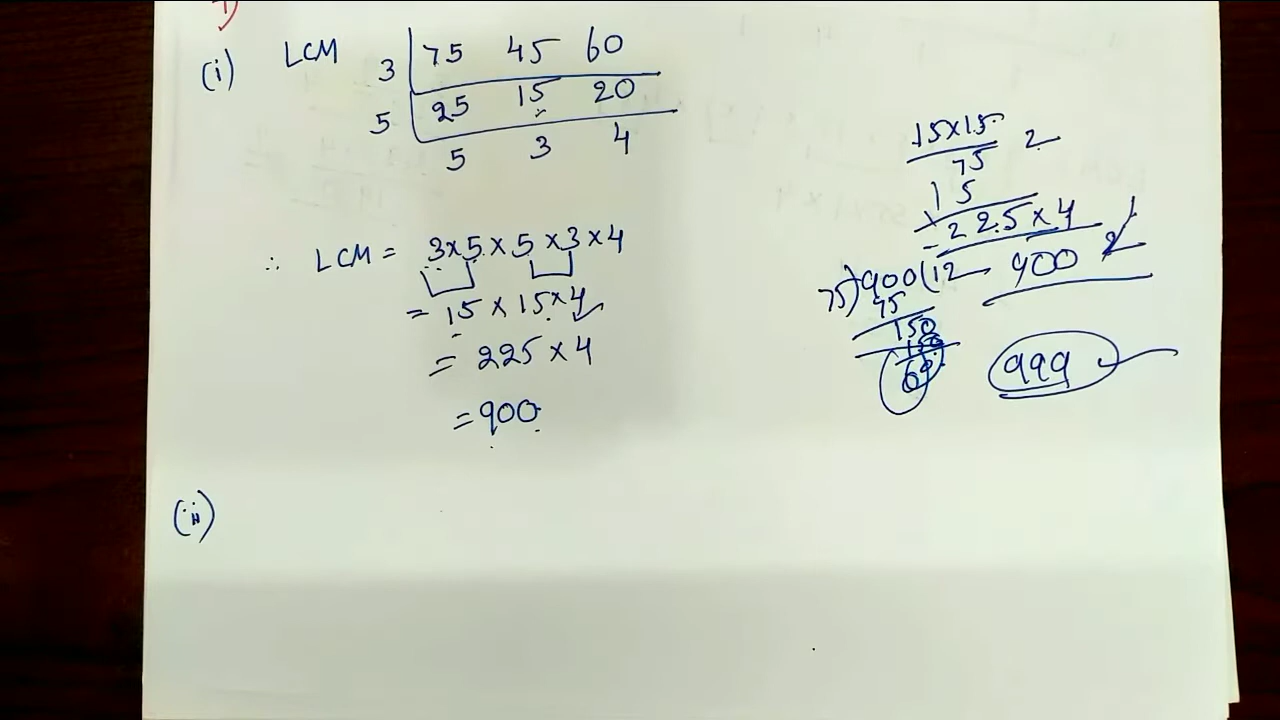 (i) LCM 3 | 75 45 60
5 | 25 15 20
5 3 4
∴ LCM = 3×5×5×3×4
= 15×15×4
= 225×4
= 900
(ii)
15×15
75
15
225×4
900
75)900(12
75
150
150
999